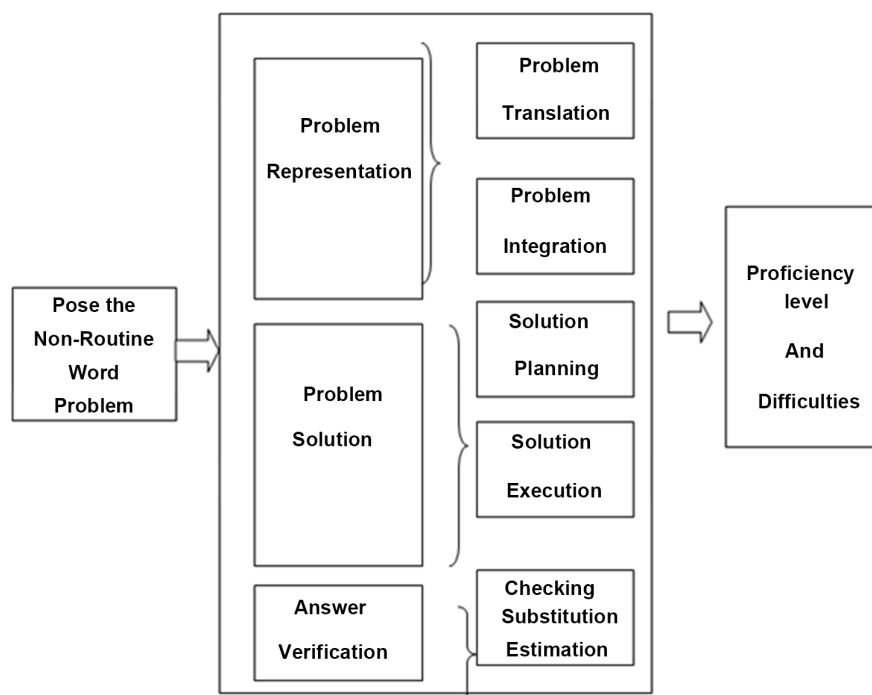 Pose the
Non-Routine
Word
Problem
Problem
Representation
Problem
Translation
Problem
Integration
Problem
Solution
Solution
Planning
Solution
Execution
Answer
Verification
Checking
Substitution
Estimation
Proficiency
level
And
Difficulties